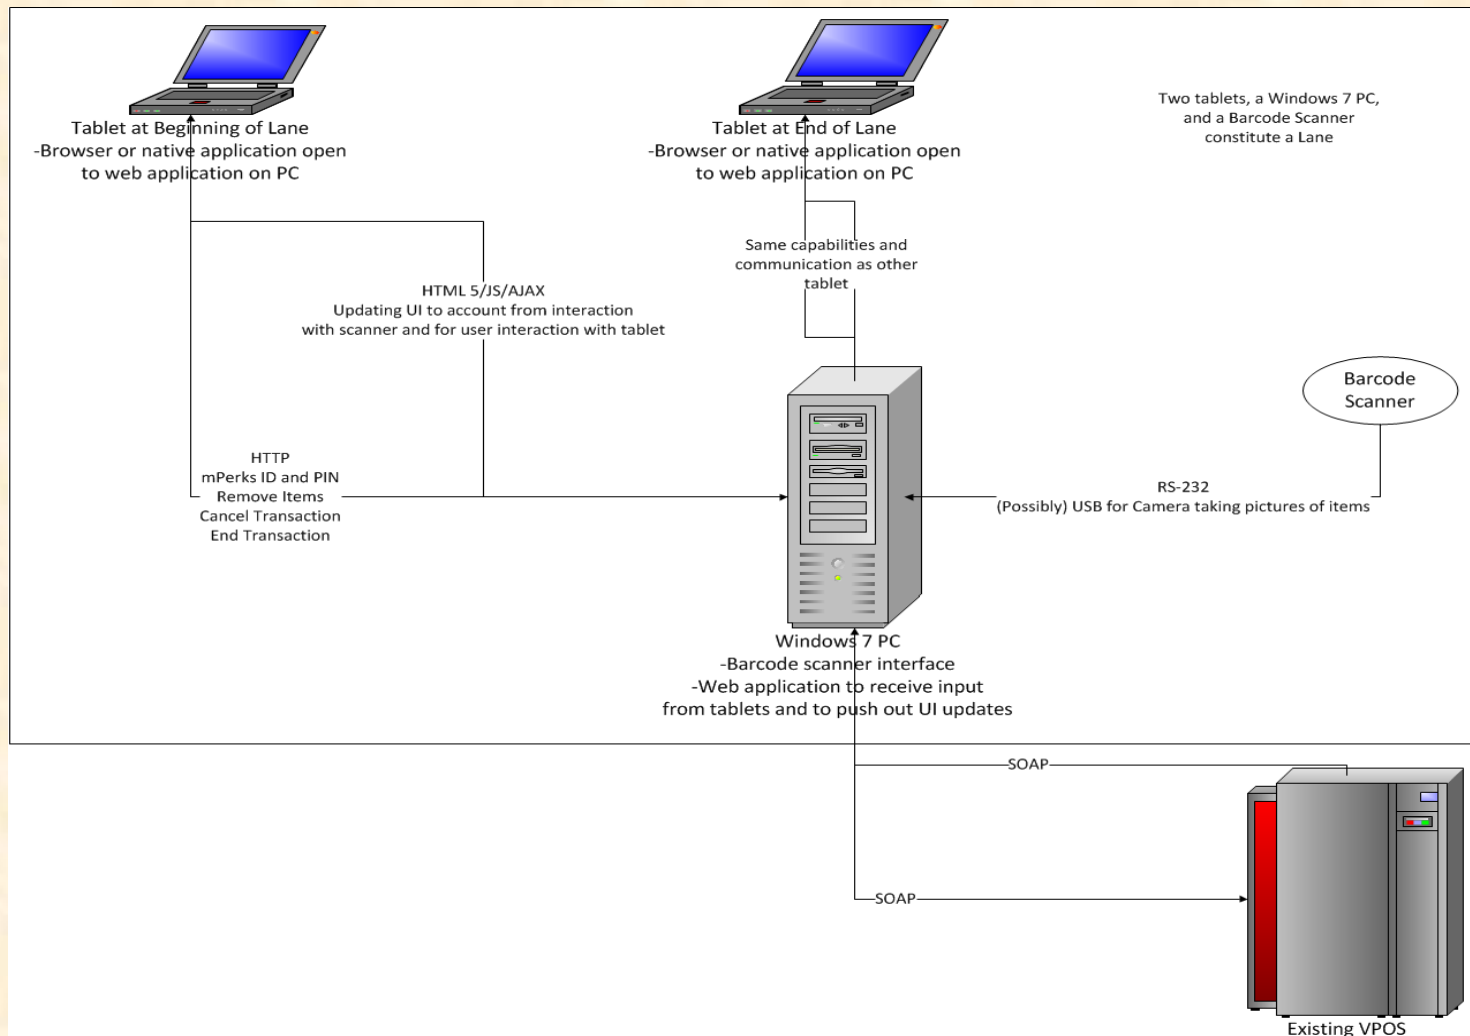 Tablet at Beginning of Lane
-Browser or native application open
to web application on PC
Tablet at End of Lane
-Browser or native application open
to web application on PC
Two tablets, a Windows 7 PC,
and a Barcode Scanner
constitute a Lane
Same capabilities and
communication as other
tablet
HTML 5/JS/AJAX
Updating UI to account from interaction
with scanner and for user interaction with tablet
Barcode
Scanner
HTTP
mPerks ID and PIN
Remove Items
Cancel Transaction
End Transaction
RS-232
(Possibly) USB for Camera taking pictures of items
Windows 7 PC
-Barcode scanner interface
-Web application to receive input
from tablets and to push out UI updates
SOAP
SOAP
Existing VPOS